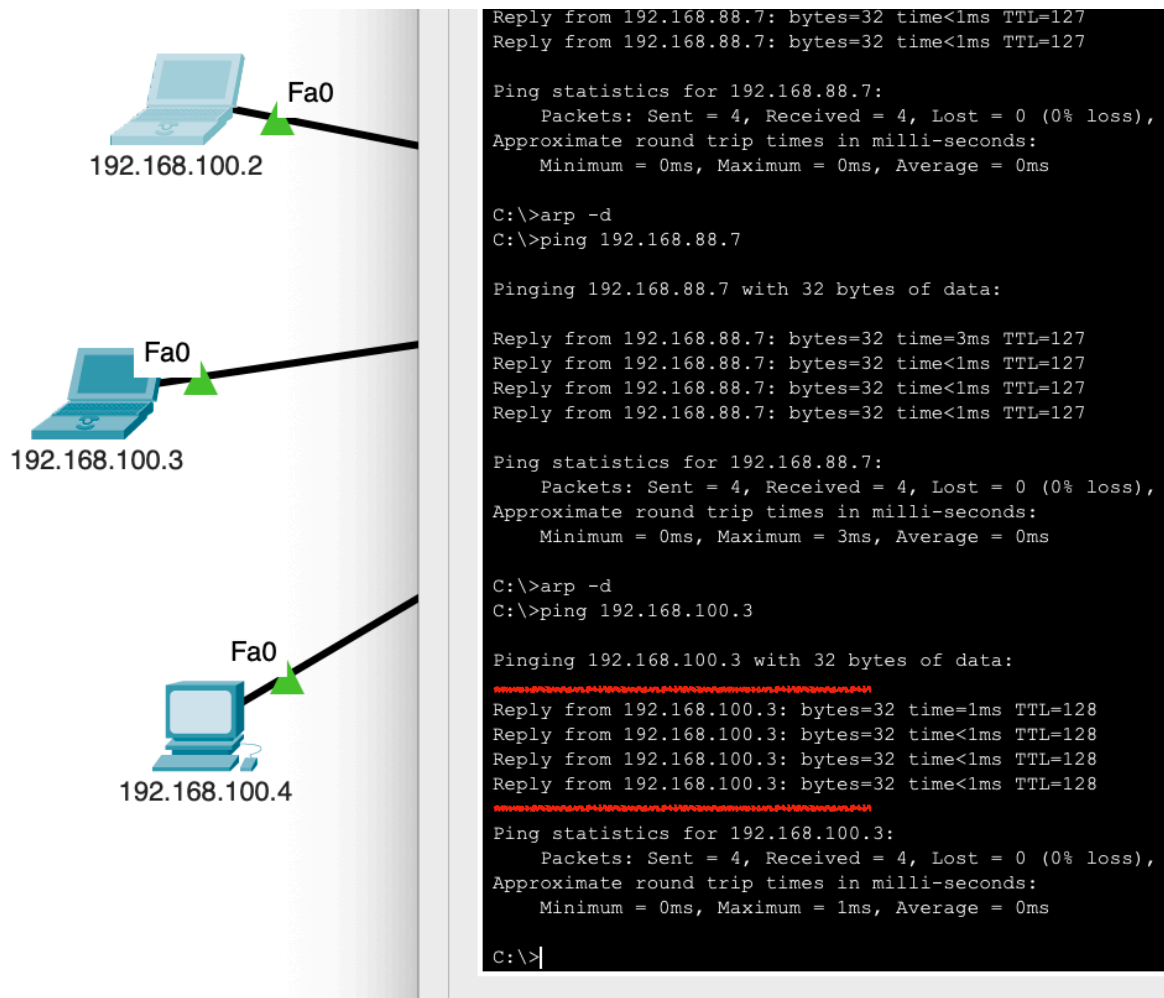 Fa0
192.168.100.2
Fa0
192.168.100.3
Fa0
192.168.100.4
Reply from 192.168.88.7: bytes=32 time<1ms TTL=127
Reply from 192.168.88.7: bytes=32 time<1ms TTL=127
Ping statistics for 192.168.88.7:
Packets: Sent = 4, Received = 4, Lost = 0 (0% loss),
Approximate round trip times in milli-seconds:
Minimum = 0ms, Maximum = 0ms, Average = 0ms
C:\>arp -d
C:\>ping 192.168.88.7
Pinging 192.168.88.7 with 32 bytes of data:
Reply from 192.168.88.7: bytes=32 time=3ms TTL=127
Reply from 192.168.88.7: bytes=32 time<1ms TTL=127
Reply from 192.168.88.7: bytes=32 time<1ms TTL=127
Reply from 192.168.88.7: bytes=32 time<1ms TTL=127
Ping statistics for 192.168.88.7:
Packets: Sent = 4, Received = 4, Lost = 0 (0% loss),
Approximate round trip times in milli-seconds:
Minimum = 0ms, Maximum = 3ms, Average = 0ms
C:\>arp -d
C:\>ping 192.168.100.3
Pinging 192.168.100.3 with 32 bytes of data:
Reply from 192.168.100.3: bytes=32 time=1ms TTL=128
Reply from 192.168.100.3: bytes=32 time<1ms TTL=128
Reply from 192.168.100.3: bytes=32 time<1ms TTL=128
Reply from 192.168.100.3: bytes=32 time<1ms TTL=128
Ping statistics for 192.168.100.3:
Packets: Sent = 4, Received = 4, Lost = 0 (0% loss),
Approximate round trip times in milli-seconds:
Minimum = 0ms, Maximum = 1ms, Average = 0ms
C:\>